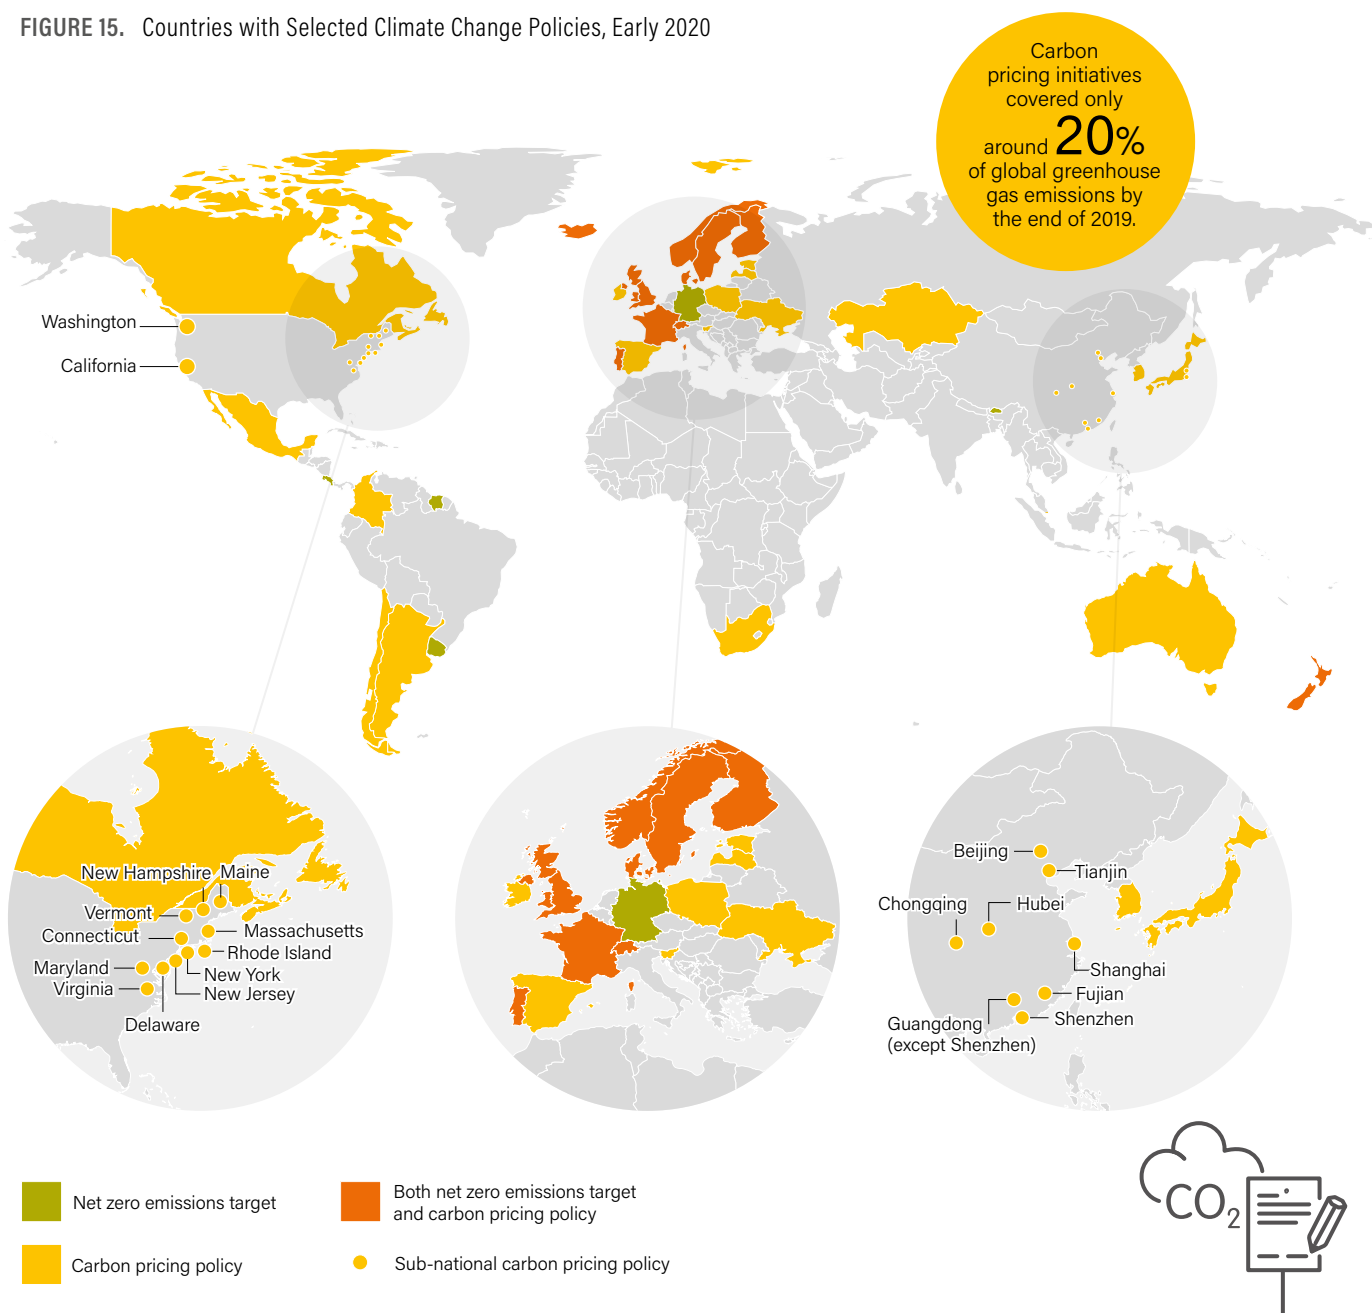 FIGURE 15. Countries with Selected Climate Change Policies, Early 2020
Carbon
pricing initiatives
covered only
around 20%
of global greenhouse
gas emissions by
the end of 2019.
Washington
California
New Hampshire
Maine
Vermont
Connecticut
Massachusetts
Rhode Island
Maryland
New York
Virginia
New Jersey
Delaware
Beijing
Tianjin
Chongqing
Hubei
Shanghai
Fujian
Guangdong
(except Shenzhen)
Shenzhen
Net zero emissions target
Both net zero emissions target
and carbon pricing policy
Carbon pricing policy
Sub-national carbon pricing policy
CO2